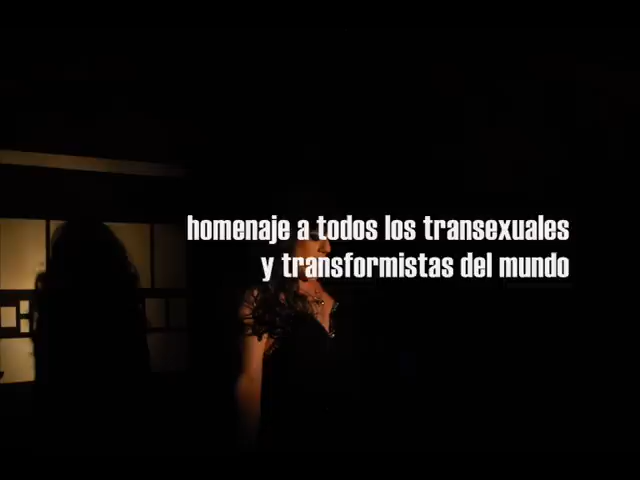 homenaje a todos los transexuales
y transformistas del mundo